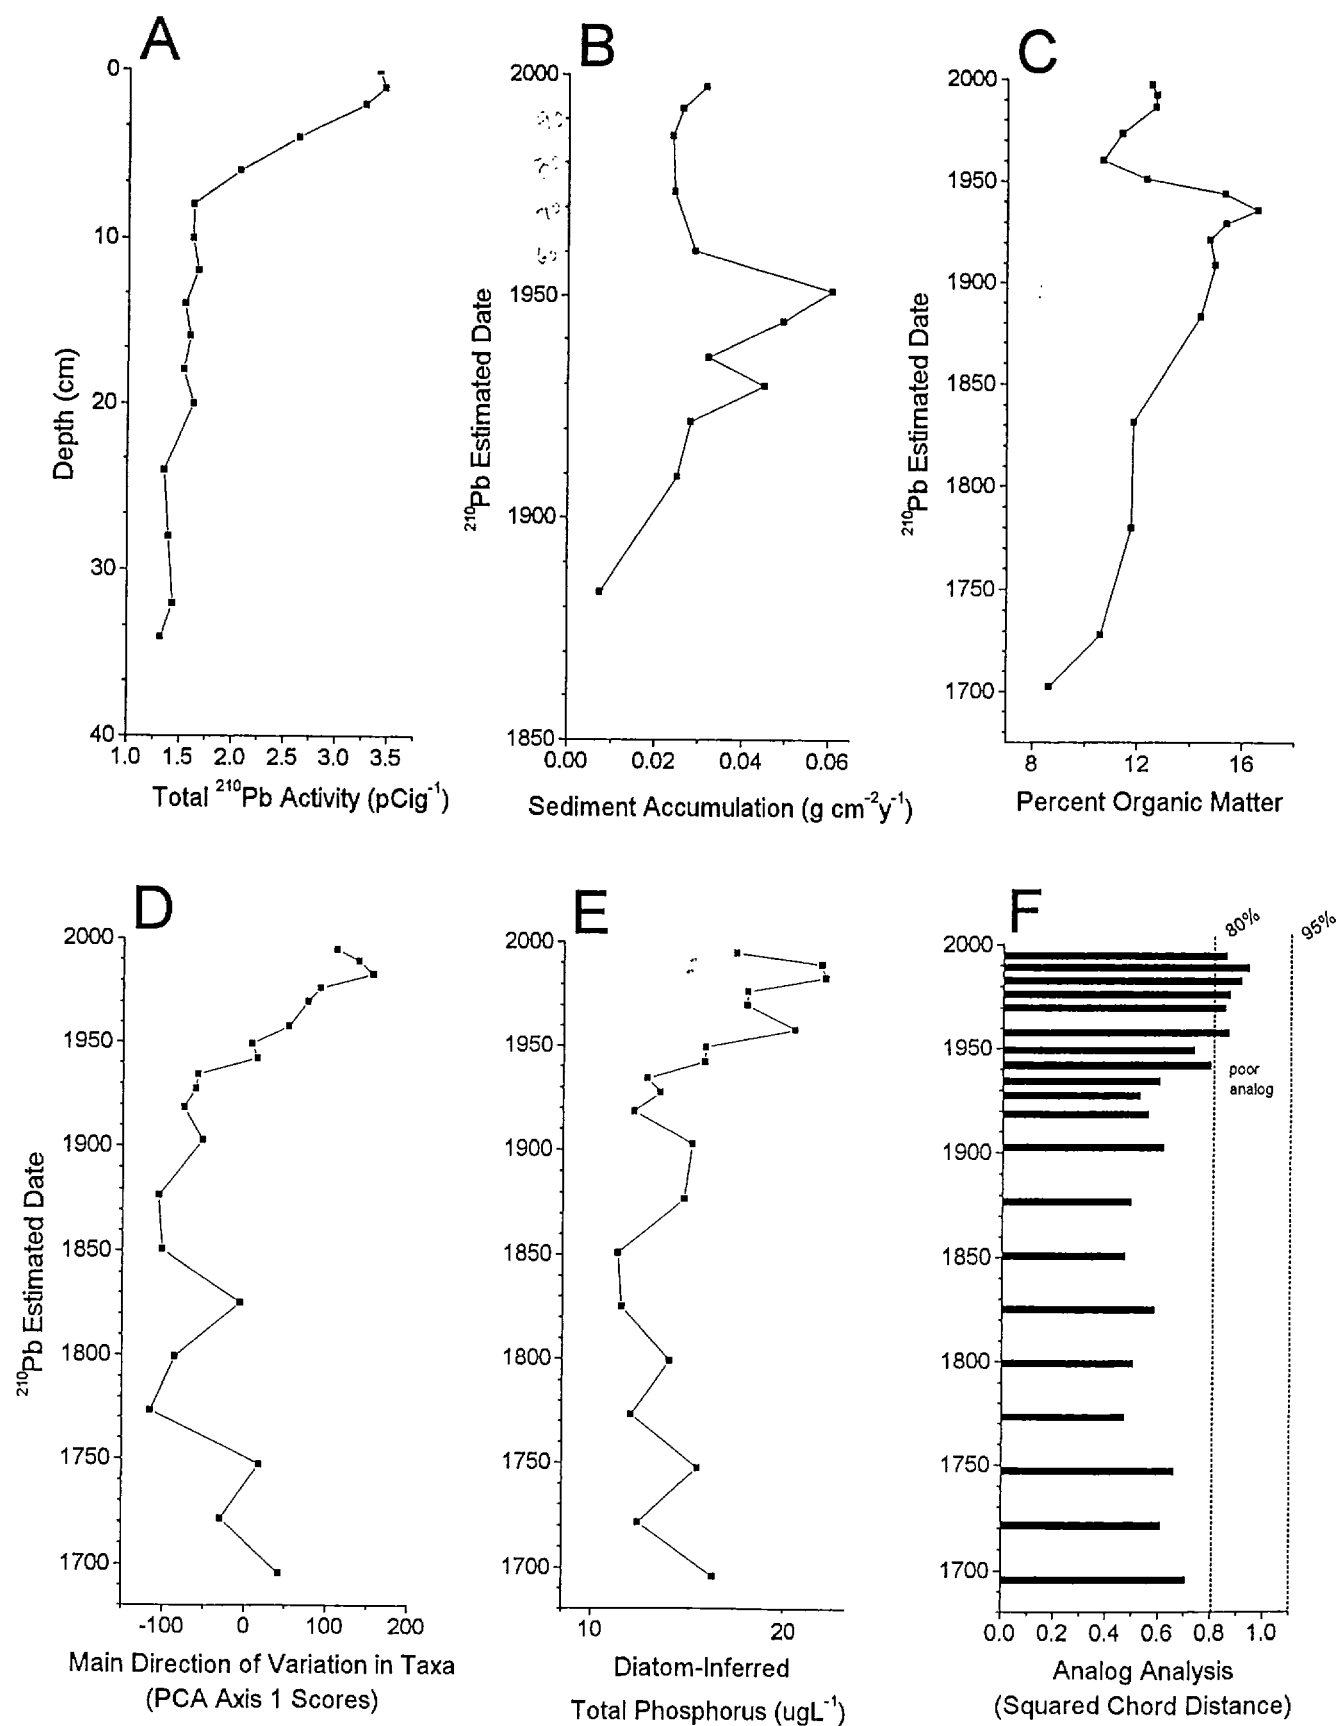 A
0
10
20
30
40
Depth (cm)
1.0 1.5 2.0 2.5 3.0 3.5
Total ²¹⁰Pb Activity (pCig⁻¹)
B
2000
1950
1900
1850
²¹⁰Pb Estimated Date
0.00 0.02 0.04 0.06
Sediment Accumulation (g cm⁻²y⁻¹)
C
2000
1950
1900
1850
1800
1750
1700
²¹⁰Pb Estimated Date
8 12 16
Percent Organic Matter
D
2000
1950
1900
1850
1800
1750
1700
²¹⁰Pb Estimated Date
-100 0 100 200
Main Direction of Variation in Taxa
(PCA Axis 1 Scores)
E
2000
1950
1900
1850
1800
1750
1700
10 20
Diatom-Inferred
Total Phosphorus (ugL⁻¹)
F
80%
95%
2000
1950
1900
1850
1800
1750
1700
poor
analog
0.0 0.2 0.4 0.6 0.8 1.0
Analog Analysis
(Squared Chord Distance)